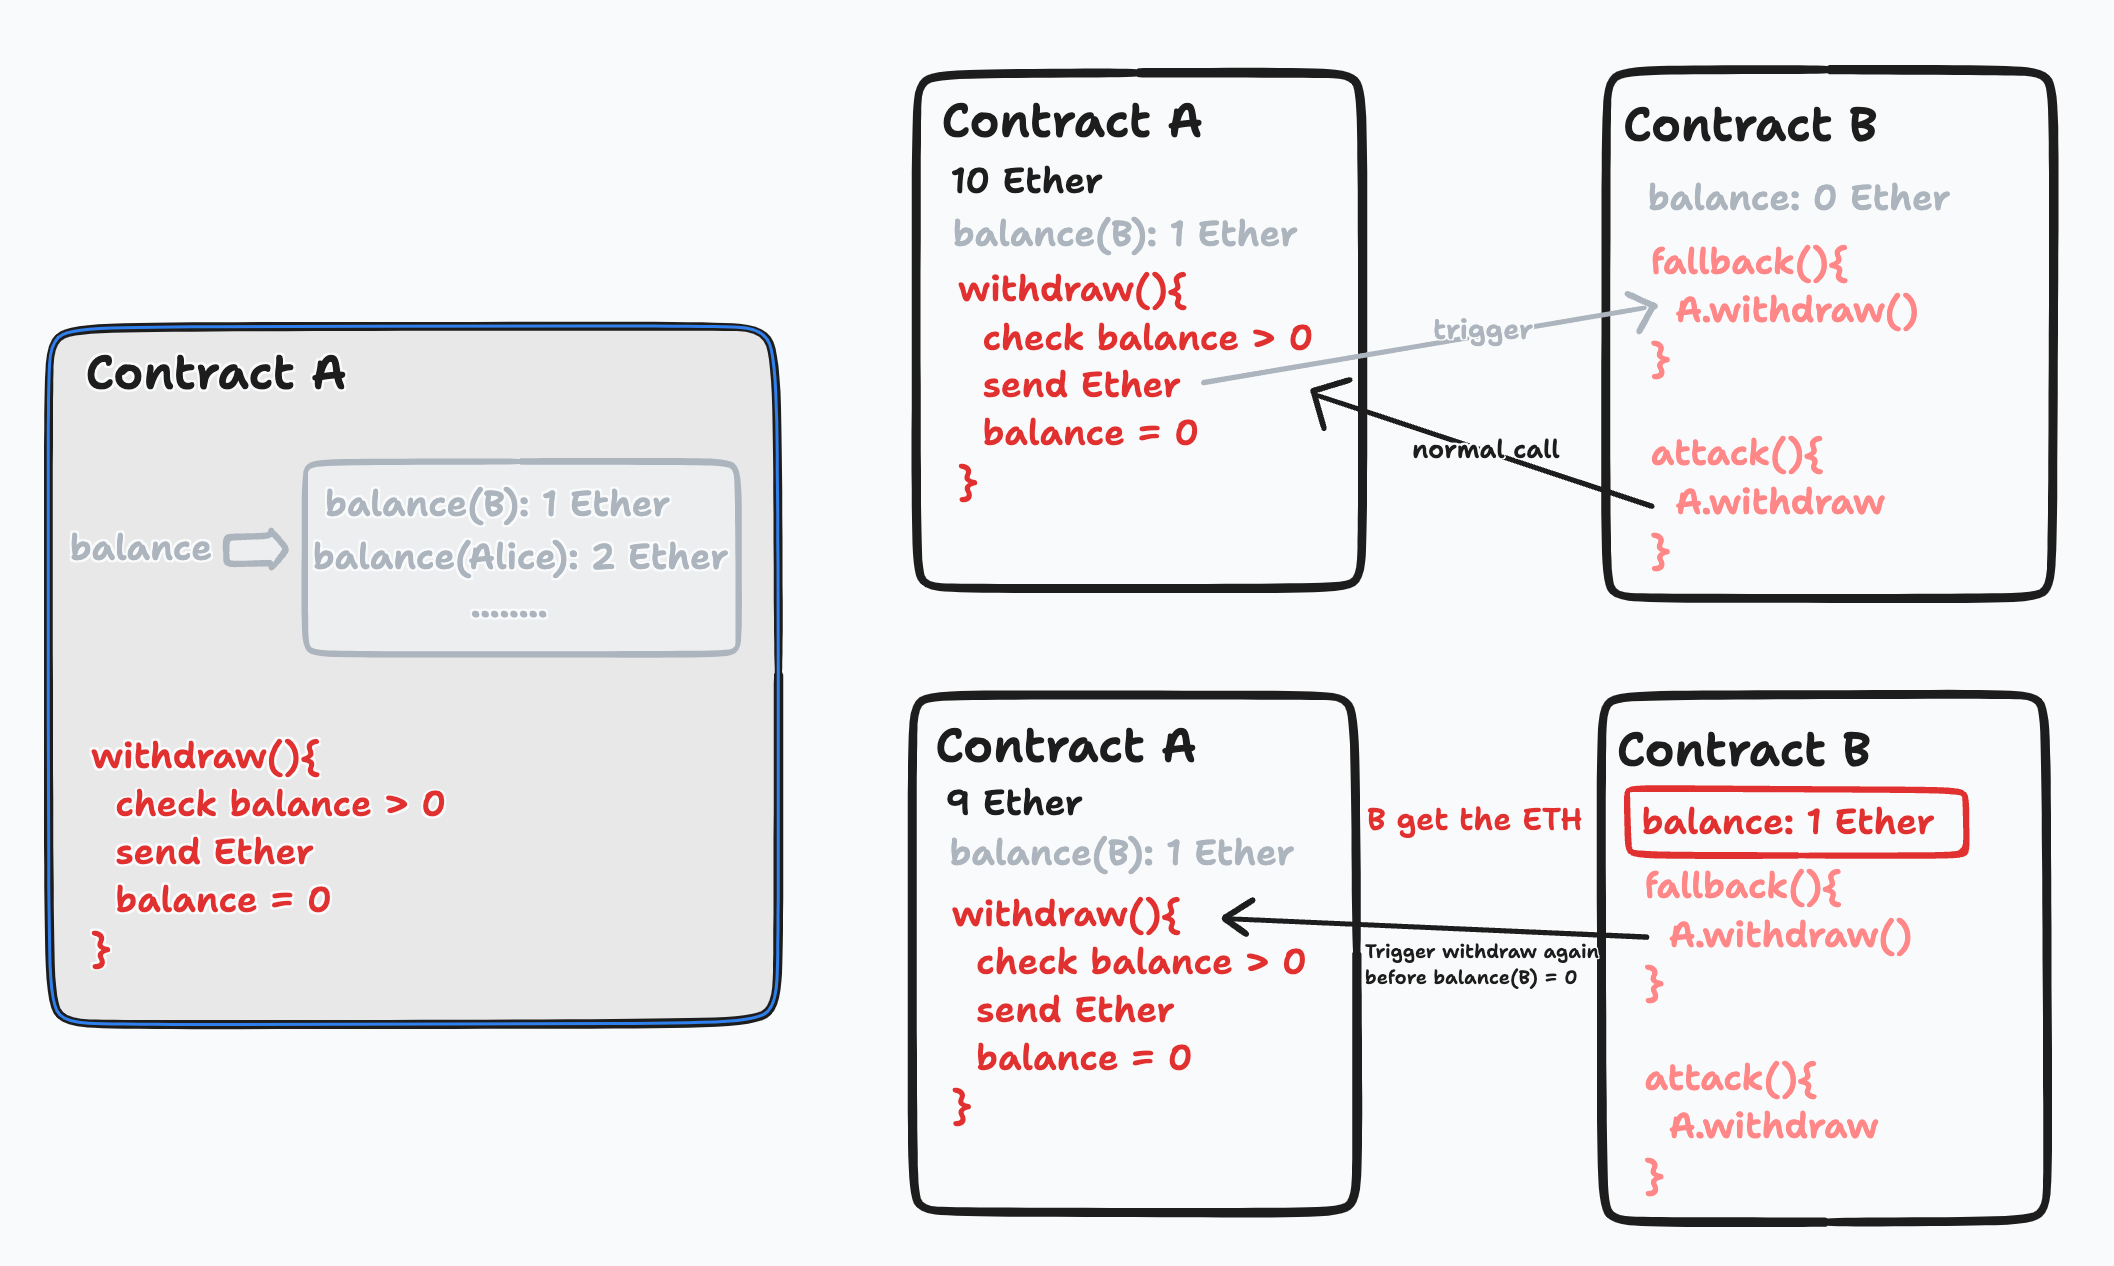 Contract A
balance
balance(B): 1 Ether
balance(Alice): 2 Ether
........
withdraw(){
check balance > 0
send Ether
balance = 0
}
Contract A
10 Ether
balance(B): 1 Ether
withdraw(){
check balance > 0
send Ether
balance = 0
}
trigger
normal call
Contract B
balance: 0 Ether
fallback(){
A.withdraw()
}
attack(){
A.withdraw
}
Contract A
9 Ether
balance(B): 1 Ether
withdraw(){
check balance > 0
send Ether
balance = 0
}
B get the ETH
Trigger withdraw again
before balance(B) = 0
Contract B
balance: 1 Ether
fallback(){
A.withdraw()
}
attack(){
A.withdraw
}